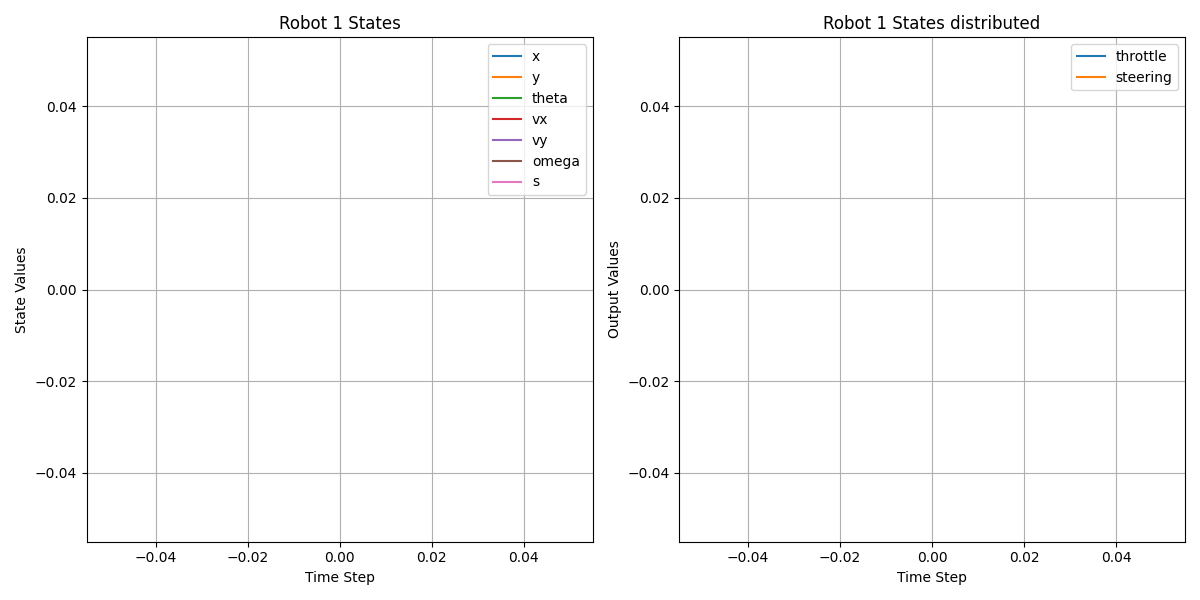 Robot 1 States
x
y
theta
vx
vy
omega
s
0.04
0.02
0.00
−0.02
−0.04
State Values
−0.04
−0.02
0.00
0.02
0.04
Time Step
Robot 1 States distributed
throttle
steering
0.04
0.02
0.00
−0.02
−0.04
Output Values
−0.04
−0.02
0.00
0.02
0.04
Time Step